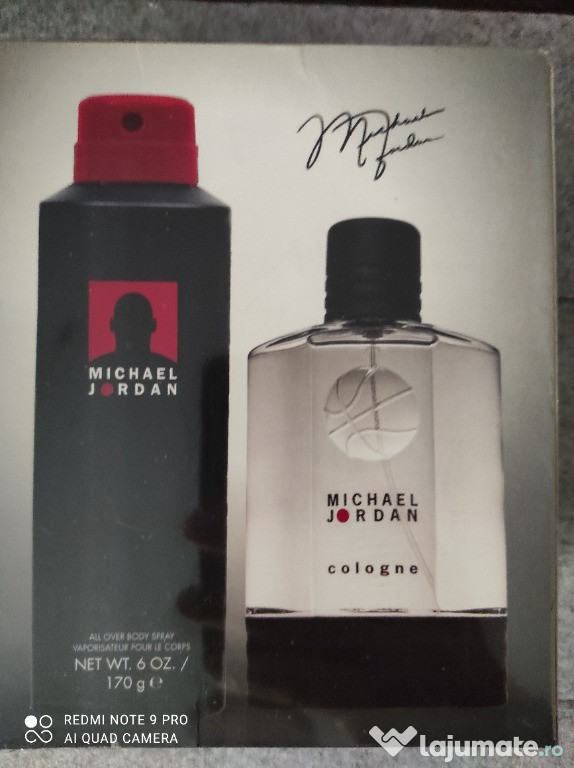 Michael
Jordan
MICHAEL
JORDAN
ALL OVER BODY SPRAY
VAPORISATEUR POUR LE CORPS
NET WT. 6 OZ. /
170 g ℮
MICHAEL
JORDAN
cologne
REDMI NOTE 9 PRO
AI QUAD CAMERA
lajumate.ro